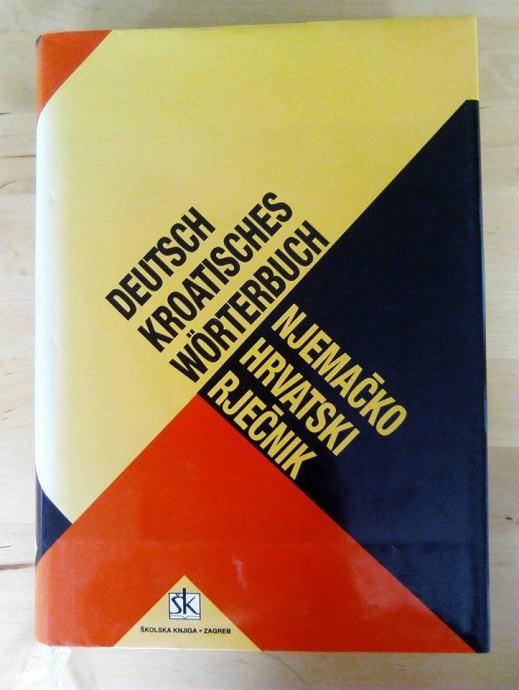 DEUTSCH
KROATISCHES
WÖRTERBUCH
NJEMAČKO
HRVATSKI
RJEČNIK
šk
ŠKOLSKA KNJIGA • ZAGREB